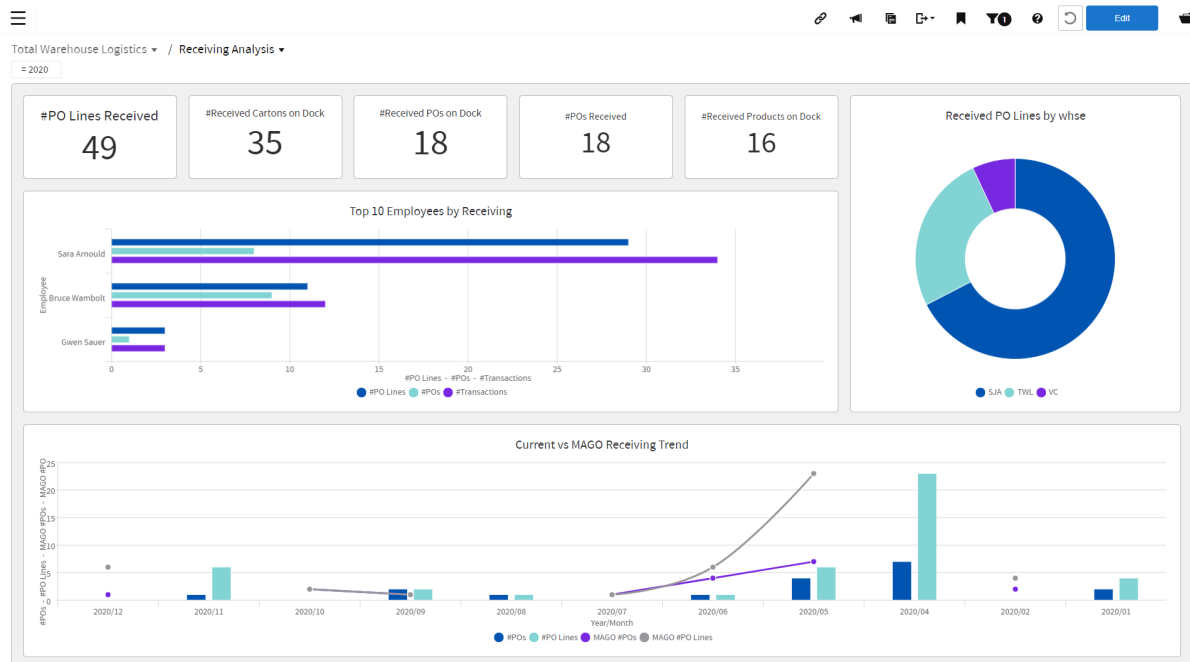 1
Edit
Total Warehouse Logistics / Receiving Analysis
= 2020
#PO Lines Received
49
#Received Cartons on Dock
35
#Received POs on Dock
18
#POs Received
18
#Received Products on Dock
16
Received PO Lines by whse
SJA TWL VC
Top 10 Employees by Receiving
Employee
Sara Arnould
Bruce Wambolt
Gwen Sauer
0 5 10 15 20 25 30 35
#PO Lines - #POs - #Transactions
#PO Lines #POs #Transactions
Current vs MAGO Receiving Trend
#POs - #PO Lines - MAGO #POs - MAGO #PO
25
20
15
10
5
0
2020/12 2020/11 2020/10 2020/09 2020/08 2020/07 2020/06 2020/05 2020/04 2020/02 2020/01
Year/Month
#POs #PO Lines MAGO #POs MAGO #PO Lines